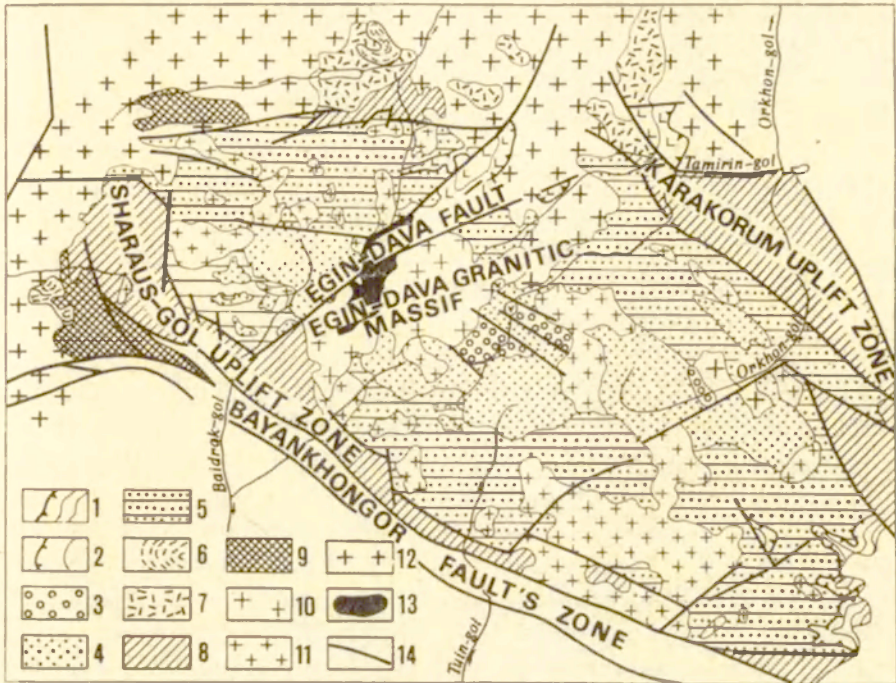 Orkhon-gol
Tamirin-gol
KARAKORUM UPLIFT ZONE
SHARAUS-GOL UPLIFT ZONE
EGIN-DAVA FAULT
EGIN-DAVA GRANITIC
MASSIF
Orkhon-gol
Baidrak-gol
BAYANKHONGOR FAULT'S ZONE
Tuin-gol
1 5
2 6 9 12
3 7 10 13
4 8 11 14